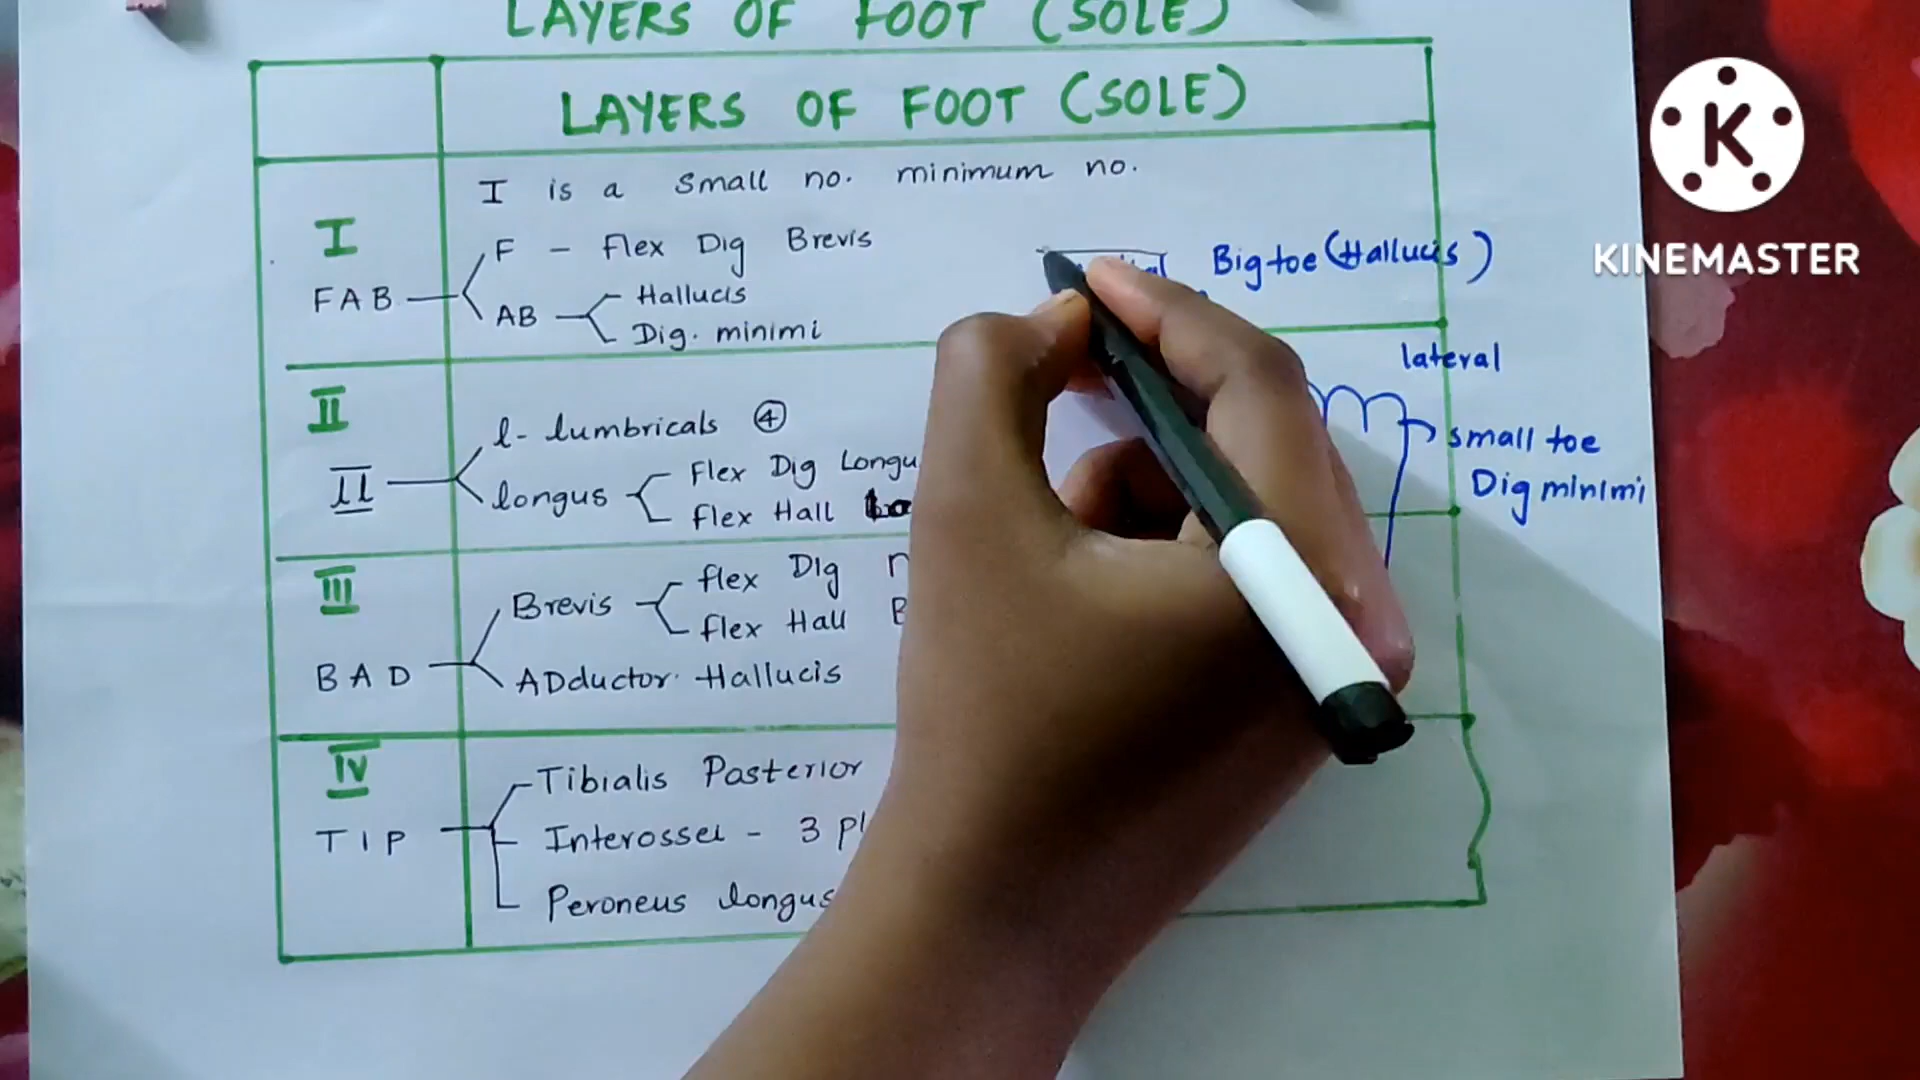 LAYERS OF FOOT (SOLE)
LAYERS OF FOOT (SOLE)
I is a small no. minimum no.
I
FAB
F - Flex Dig Brevis
AB
Hallucis
Dig. minimi
Big toe (Hallucis)
lateral
small toe
Dig minimi
II
ll
l- lumbricals ④
longus
Flex Dig Longu
Flex Hall
III
BAD
Brevis
flex Dig
flex Hall B
ADductor Hallucis
IV
TIP
Tibialis Posterior
Interossei - 3 pl
Peroneus longus
K
KINEMASTER